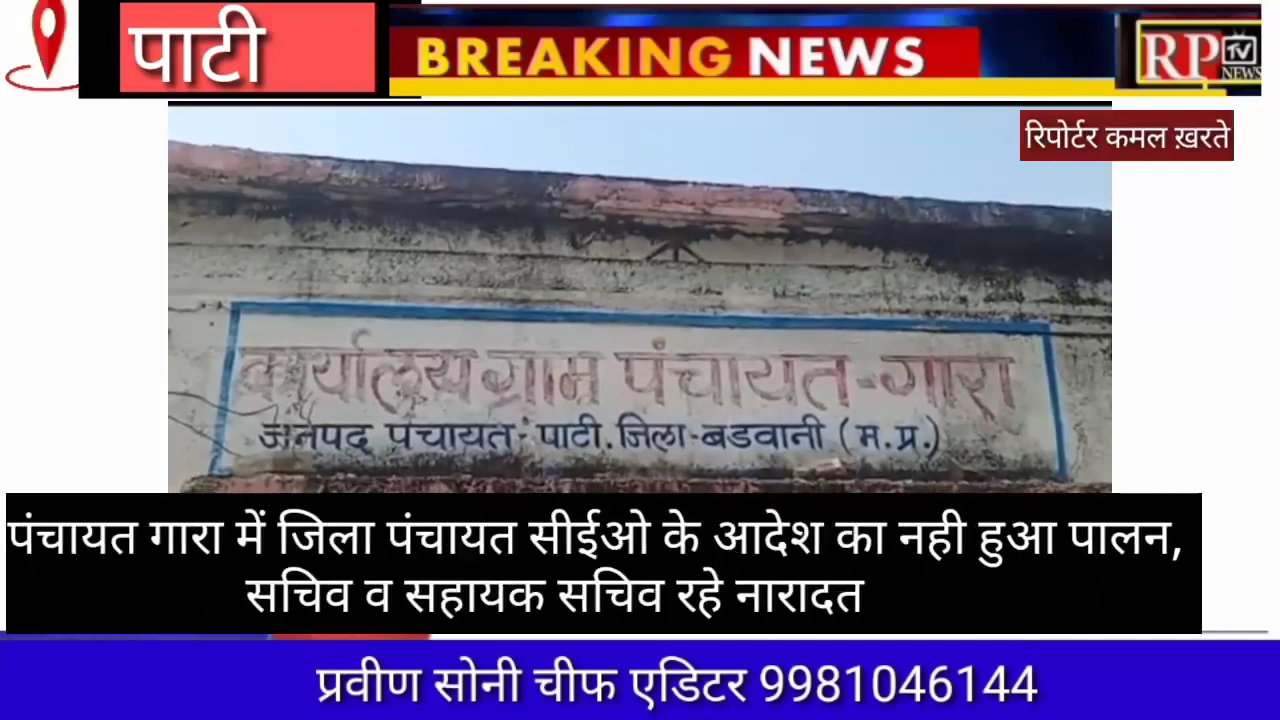 पाटी
BREAKING NEWS
RP TV NEWS
रिपोर्टर कमल ख़रते
कार्यालय ग्राम पंचायत-गारा
जनपद पंचायत- पाटी. जिला-बडवानी (म.प्र.)
पंचायत गारा में जिला पंचायत सीईओ के आदेश का नही हुआ पालन,
सचिव व सहायक सचिव रहे नारादत
प्रवीण सोनी चीफ एडिटर 9981046144